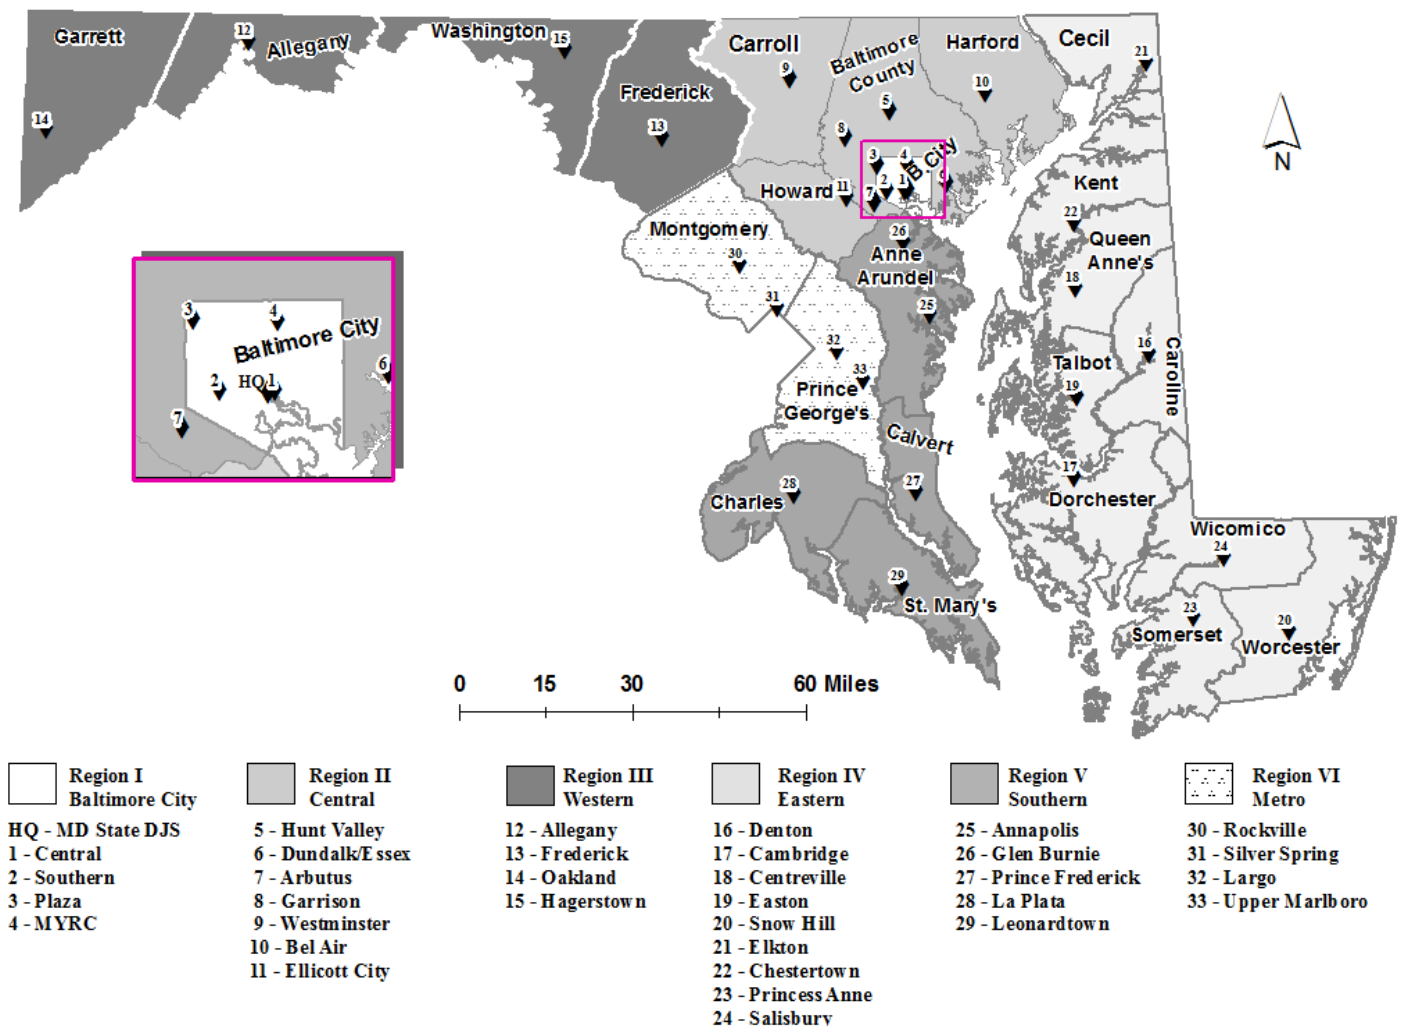 Garrett
12
Allegany
Washington
15
14
Frederick
13
Carroll
9
Baltimore
County
5
8
Harford
10
Cecil
21
N
3
4
B.City
2
1
7
6
Howard
11
Kent
22
Queen
Anne's
18
Montgomery
30
31
26
Anne
Arundel
25
32
33
Prince
George's
16
Caroline
Talbot
19
Calvert
27
17
Dorchester
Charles
28
Wicomico
24
29
St. Mary's
23
Somerset
20
Worcester
3
4
Baltimore City
6
2
HQ
1
7
0 15 30 60 Miles
Region I
Baltimore City
HQ - MD State DJS
1 - Central
2 - Southern
3 - Plaza
4 - MYRC
Region II
Central
5 - Hunt Valley
6 - Dundalk/Essex
7 - Arbutus
8 - Garrison
9 - Westminster
10 - Bel Air
11 - Ellicott City
Region III
Western
12 - Allegany
13 - Frederick
14 - Oakland
15 - Hagerstown
Region IV
Eastern
16 - Denton
17 - Cambridge
18 - Centreville
19 - Easton
20 - Snow Hill
21 - Elkton
22 - Chestertown
23 - Princess Anne
24 - Salisbury
Region V
Southern
25 - Annapolis
26 - Glen Burnie
27 - Prince Frederick
28 - La Plata
29 - Leonardtown
Region VI
Metro
30 - Rockville
31 - Silver Spring
32 - Largo
33 - Upper Marlboro